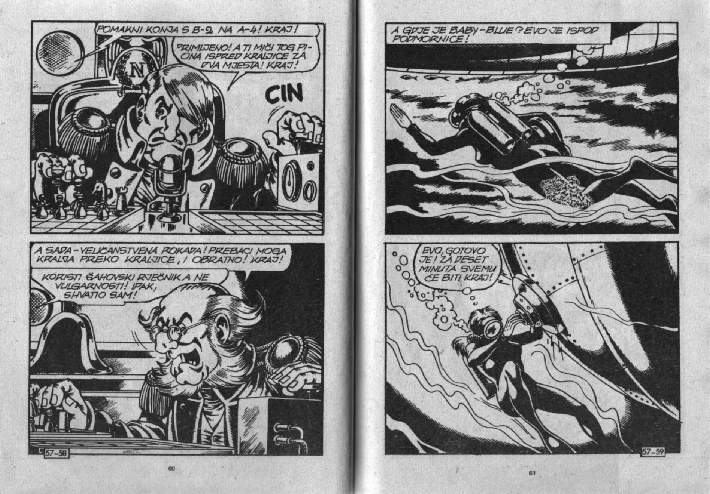 POMAKNI KONJA S B-2 NA A-4! KRAJ!
PRIMLJENO! A TI MIČI TOG PI-
ONA ISPRED KRALJICE ZA
DVA MJESTA! KRAJ!
N
CIN
A SADA-VELIČANSTVENA ROKADA! PREBACI MOGA
KRALJA PREKO KRALJICE, I OBRATNO! KRAJ!
KORISTI ŠAHOVSKI RJEČNIK A NE
VULGARNOSTI! IPAK,
SHVATIO SAM!
57-58
60
A GDJE JE BABY-BLUE? EVO JE ISPOD
PODMORNICE!
EVO, GOTOVO
JE! ZA DESET
MINUTA SVEMU
ĆE BITI KRAJ!
57-59
61